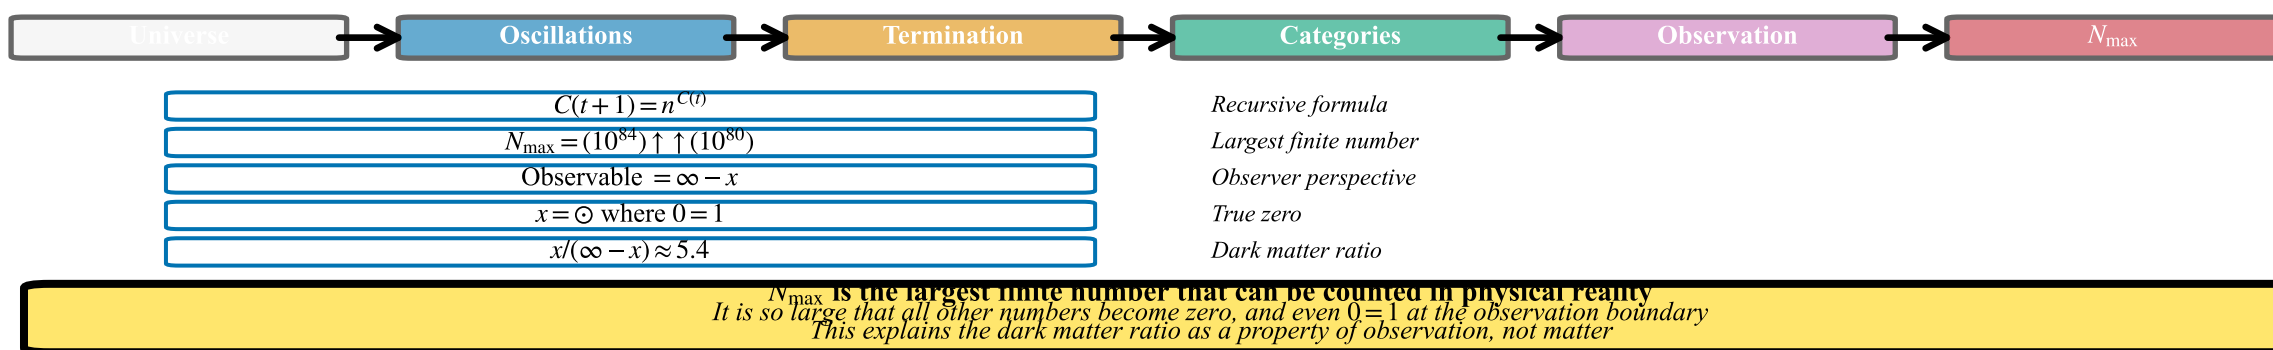 Universe Oscillations Termination Categories Observation N_max
C(t + 1) = n^{C(t)} Recursive formula
N_max = (10^{84}) ↑↑ (10^{80}) Largest finite number
Observable = ∞ − x Observer perspective
x = ⊙ where 0 = 1 True zero
x/(∞ − x) ≈ 5.4 Dark matter ratio
N_max is the largest finite number that can be counted in physical reality
It is so large that all other numbers become zero, and even 0 = 1 at the observation boundary
This explains the dark matter ratio as a property of observation, not matter